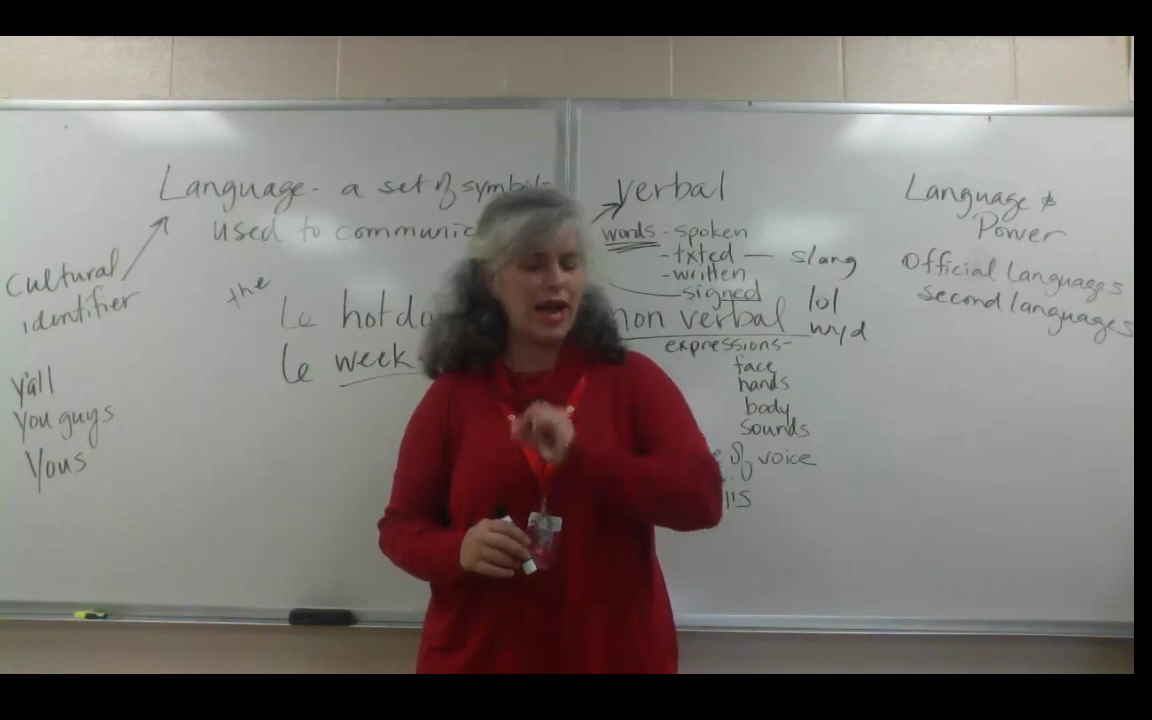 Language - a set of symbols
used to communic
Cultural
identifier
the
Le hotdo
le week
y'all
you guys
Yous
verbal
words - spoken
- txted — slang
- written
signed
lol
non verbal
wyd
expressions-
face
hands
body
sounds
of voice
Language &
Power
Official languages
second languages